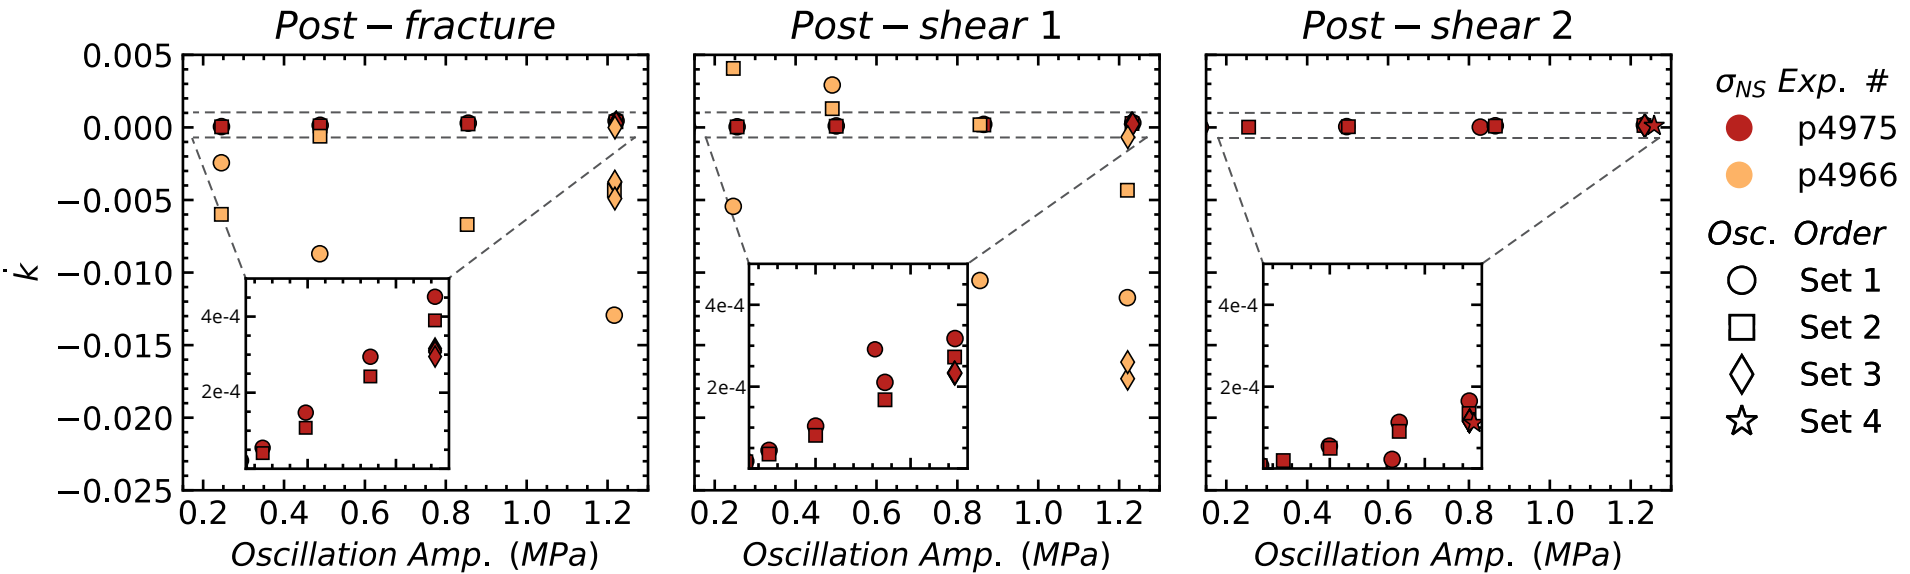 Post – fracture
Post – shear 1
Post – shear 2
0.005
0.000
−0.005
−0.010
−0.015
−0.020
−0.025
k̇
4e-4
2e-4
4e-4
2e-4
4e-4
2e-4
0.2 0.4 0.6 0.8 1.0 1.2
0.2 0.4 0.6 0.8 1.0 1.2
0.2 0.4 0.6 0.8 1.0 1.2
Oscillation Amp. (MPa)
Oscillation Amp. (MPa)
Oscillation Amp. (MPa)
σNS Exp. #
p4975
p4966
Osc. Order
Set 1
Set 2
Set 3
Set 4